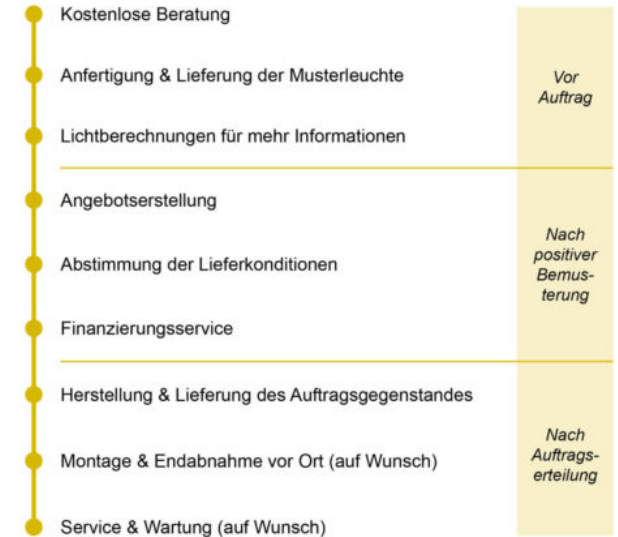 Kostenlose Beratung
Anfertigung & Lieferung der Musterleuchte
Lichtberechnungen für mehr Informationen
Vor
Auftrag
Angebotserstellung
Abstimmung der Lieferkonditionen
Finanzierungsservice
Nach
positiver
Bemus-
terung
Herstellung & Lieferung des Auftragsgegenstandes
Montage & Endabnahme vor Ort (auf Wunsch)
Service & Wartung (auf Wunsch)
Nach
Auftrags-
erteilung